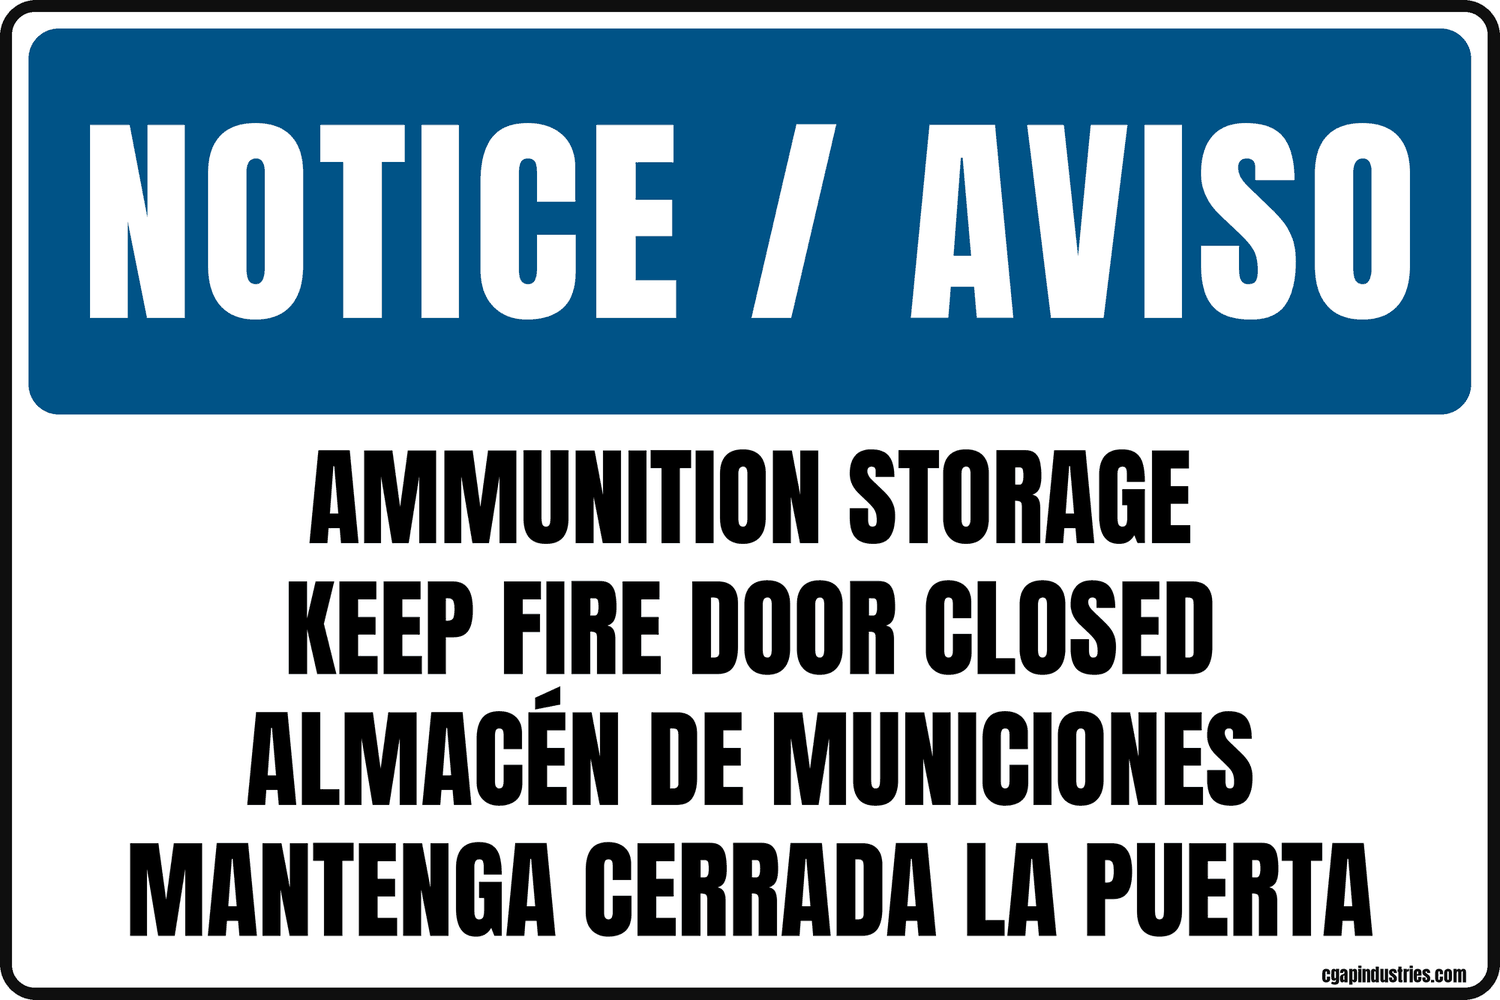 NOTICE / AVISO
AMMUNITION STORAGE
KEEP FIRE DOOR CLOSED
ALMACÉN DE MUNICIONES
MANTENGA CERRADA LA PUERTA
cgapindustries.com